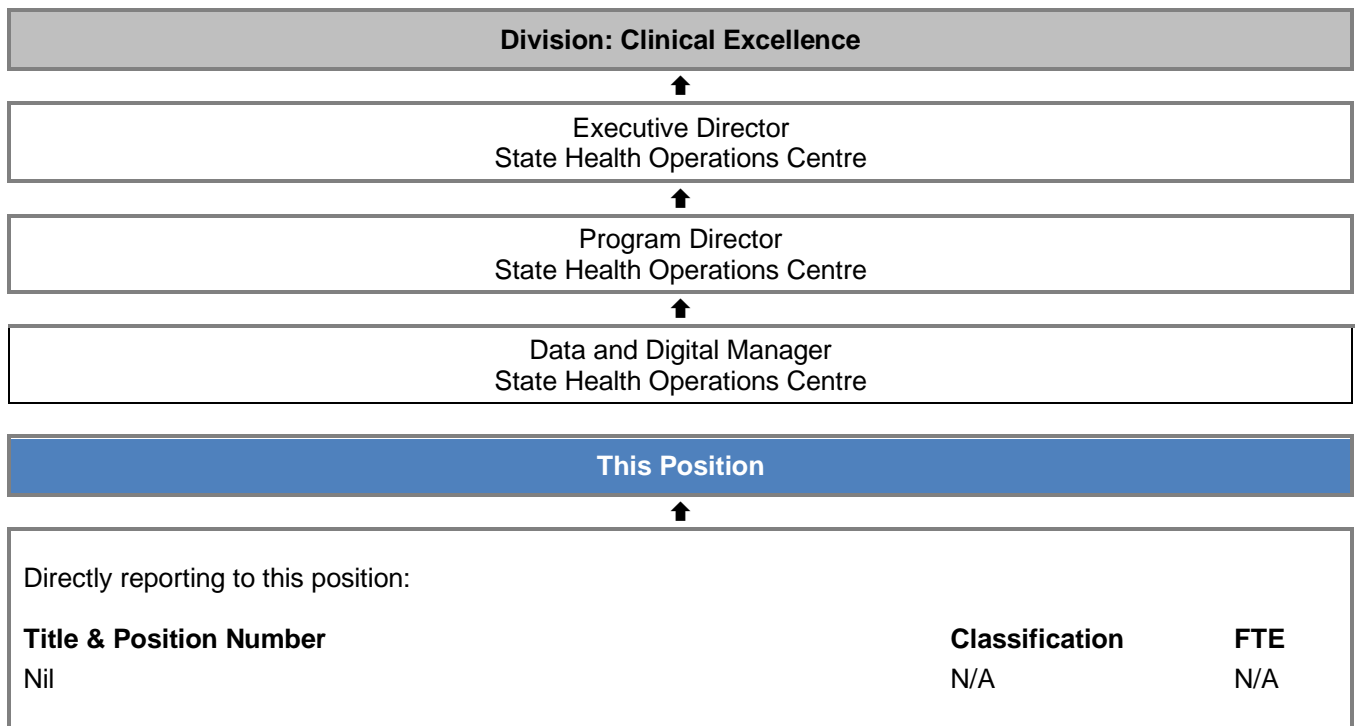 Division: Clinical Excellence
Executive Director
State Health Operations Centre
Program Director
State Health Operations Centre
Data and Digital Manager
State Health Operations Centre
This Position
Directly reporting to this position:
Title & Position Number Classification FTE
Nil N/A N/A